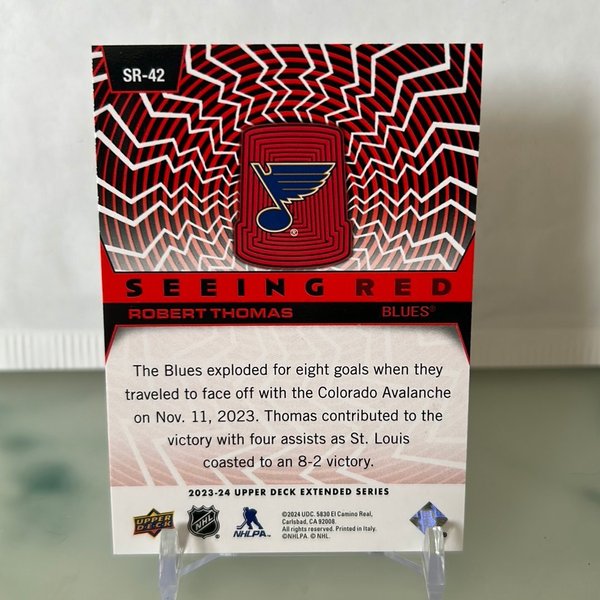 SR-42
®
SEEING RED
ROBERT THOMAS BLUES®
The Blues exploded for eight goals when they
traveled to face off with the Colorado Avalanche
on Nov. 11, 2023. Thomas contributed to the
victory with four assists as St. Louis
coasted to an 8-2 victory.
2023-24 UPPER DECK EXTENDED SERIES
UPPER DECK
NHL
NHLPA
©2024 UDC. 5830 El Camino Real,
Carlsbad, CA 92008.
All rights reserved. Printed in Italy.
©NHLPA. © NHL.